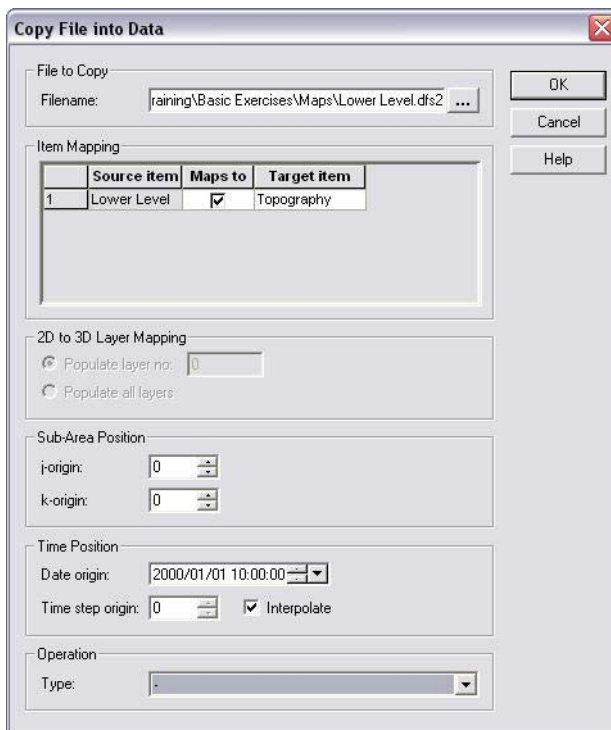 Copy File into Data
File to Copy
Filename: raining\Basic Exercises\Maps\Lower Level.dfs2 ...
OK
Cancel
Help
Item Mapping
Source item Maps to Target item
1 Lower Level Topography
2D to 3D Layer Mapping
Populate layer no: 0
Populate all layers
Sub-Area Position
j-origin: 0
k-origin: 0
Time Position
Date origin: 2000/01/01 10:00:00
Time step origin: 0 Interpolate
Operation
Type: -